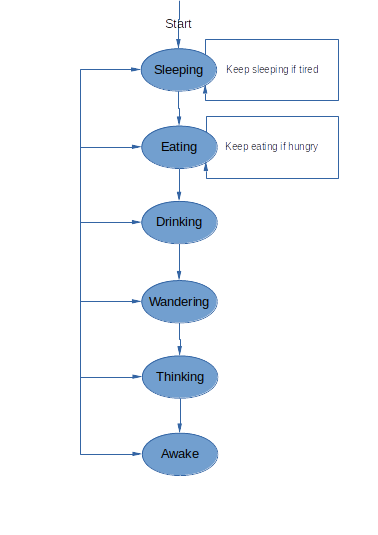 Start
Sleeping
Keep sleeping if tired
Eating
Keep eating if hungry
Drinking
Wandering
Thinking
Awake